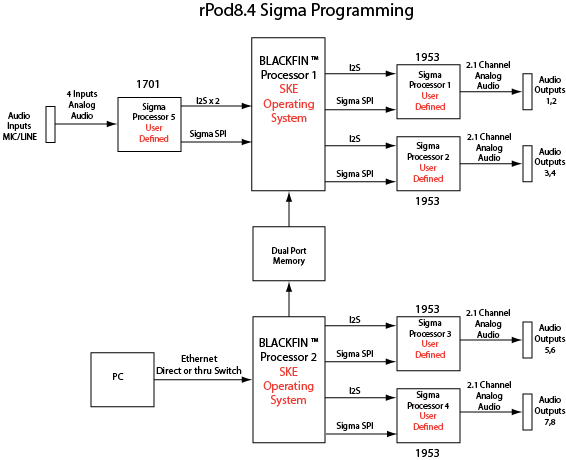 rPod8.4 Sigma Programming
BLACKFIN ™
Processor 1
SKE
Operating
System
1701
4 Inputs
Analog
Audio
Audio
Inputs
MIC/LINE
Sigma
Processor 5
User
Defined
I2S x 2
Sigma SPI
I2S
Sigma SPI
1953
Sigma
Processor 1
User
Defined
2.1 Channel
Analog
Audio
Audio
Outputs
1,2
I2S
Sigma SPI
Sigma
Processor 2
User
Defined
1953
2.1 Channel
Analog
Audio
Audio
Outputs
3,4
Dual Port
Memory
PC
Ethernet
Direct or thru Switch
BLACKFIN ™
Processor 2
SKE
Operating
System
I2S
Sigma SPI
1953
Sigma
Processor 3
User
Defined
2.1 Channel
Analog
Audio
Audio
Outputs
5,6
I2S
Sigma SPI
Sigma
Processor 4
User
Defined
1953
2.1 Channel
Analog
Audio
Audio
Outputs
7,8